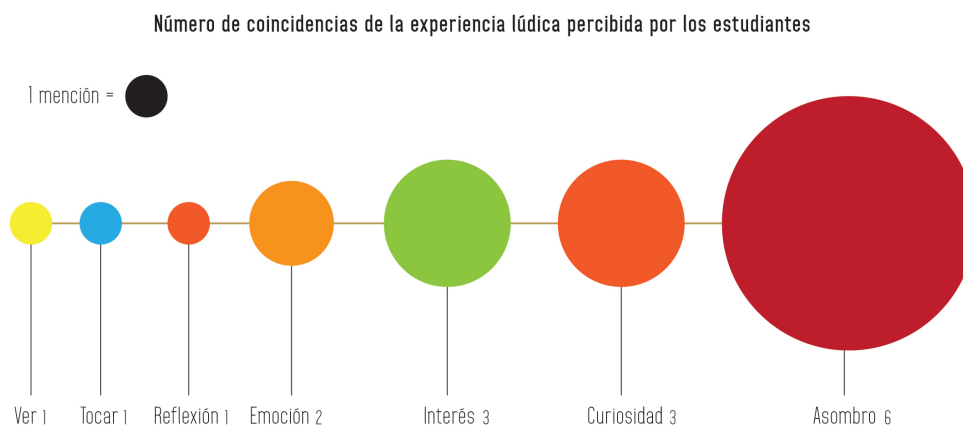 Número de coincidencias de la experiencia lúdica percibida por los estudiantes
1 mención =
Ver 1
Tocar 1
Reflexión 1
Emoción 2
Interés 3
Curiosidad 3
Asombro 6